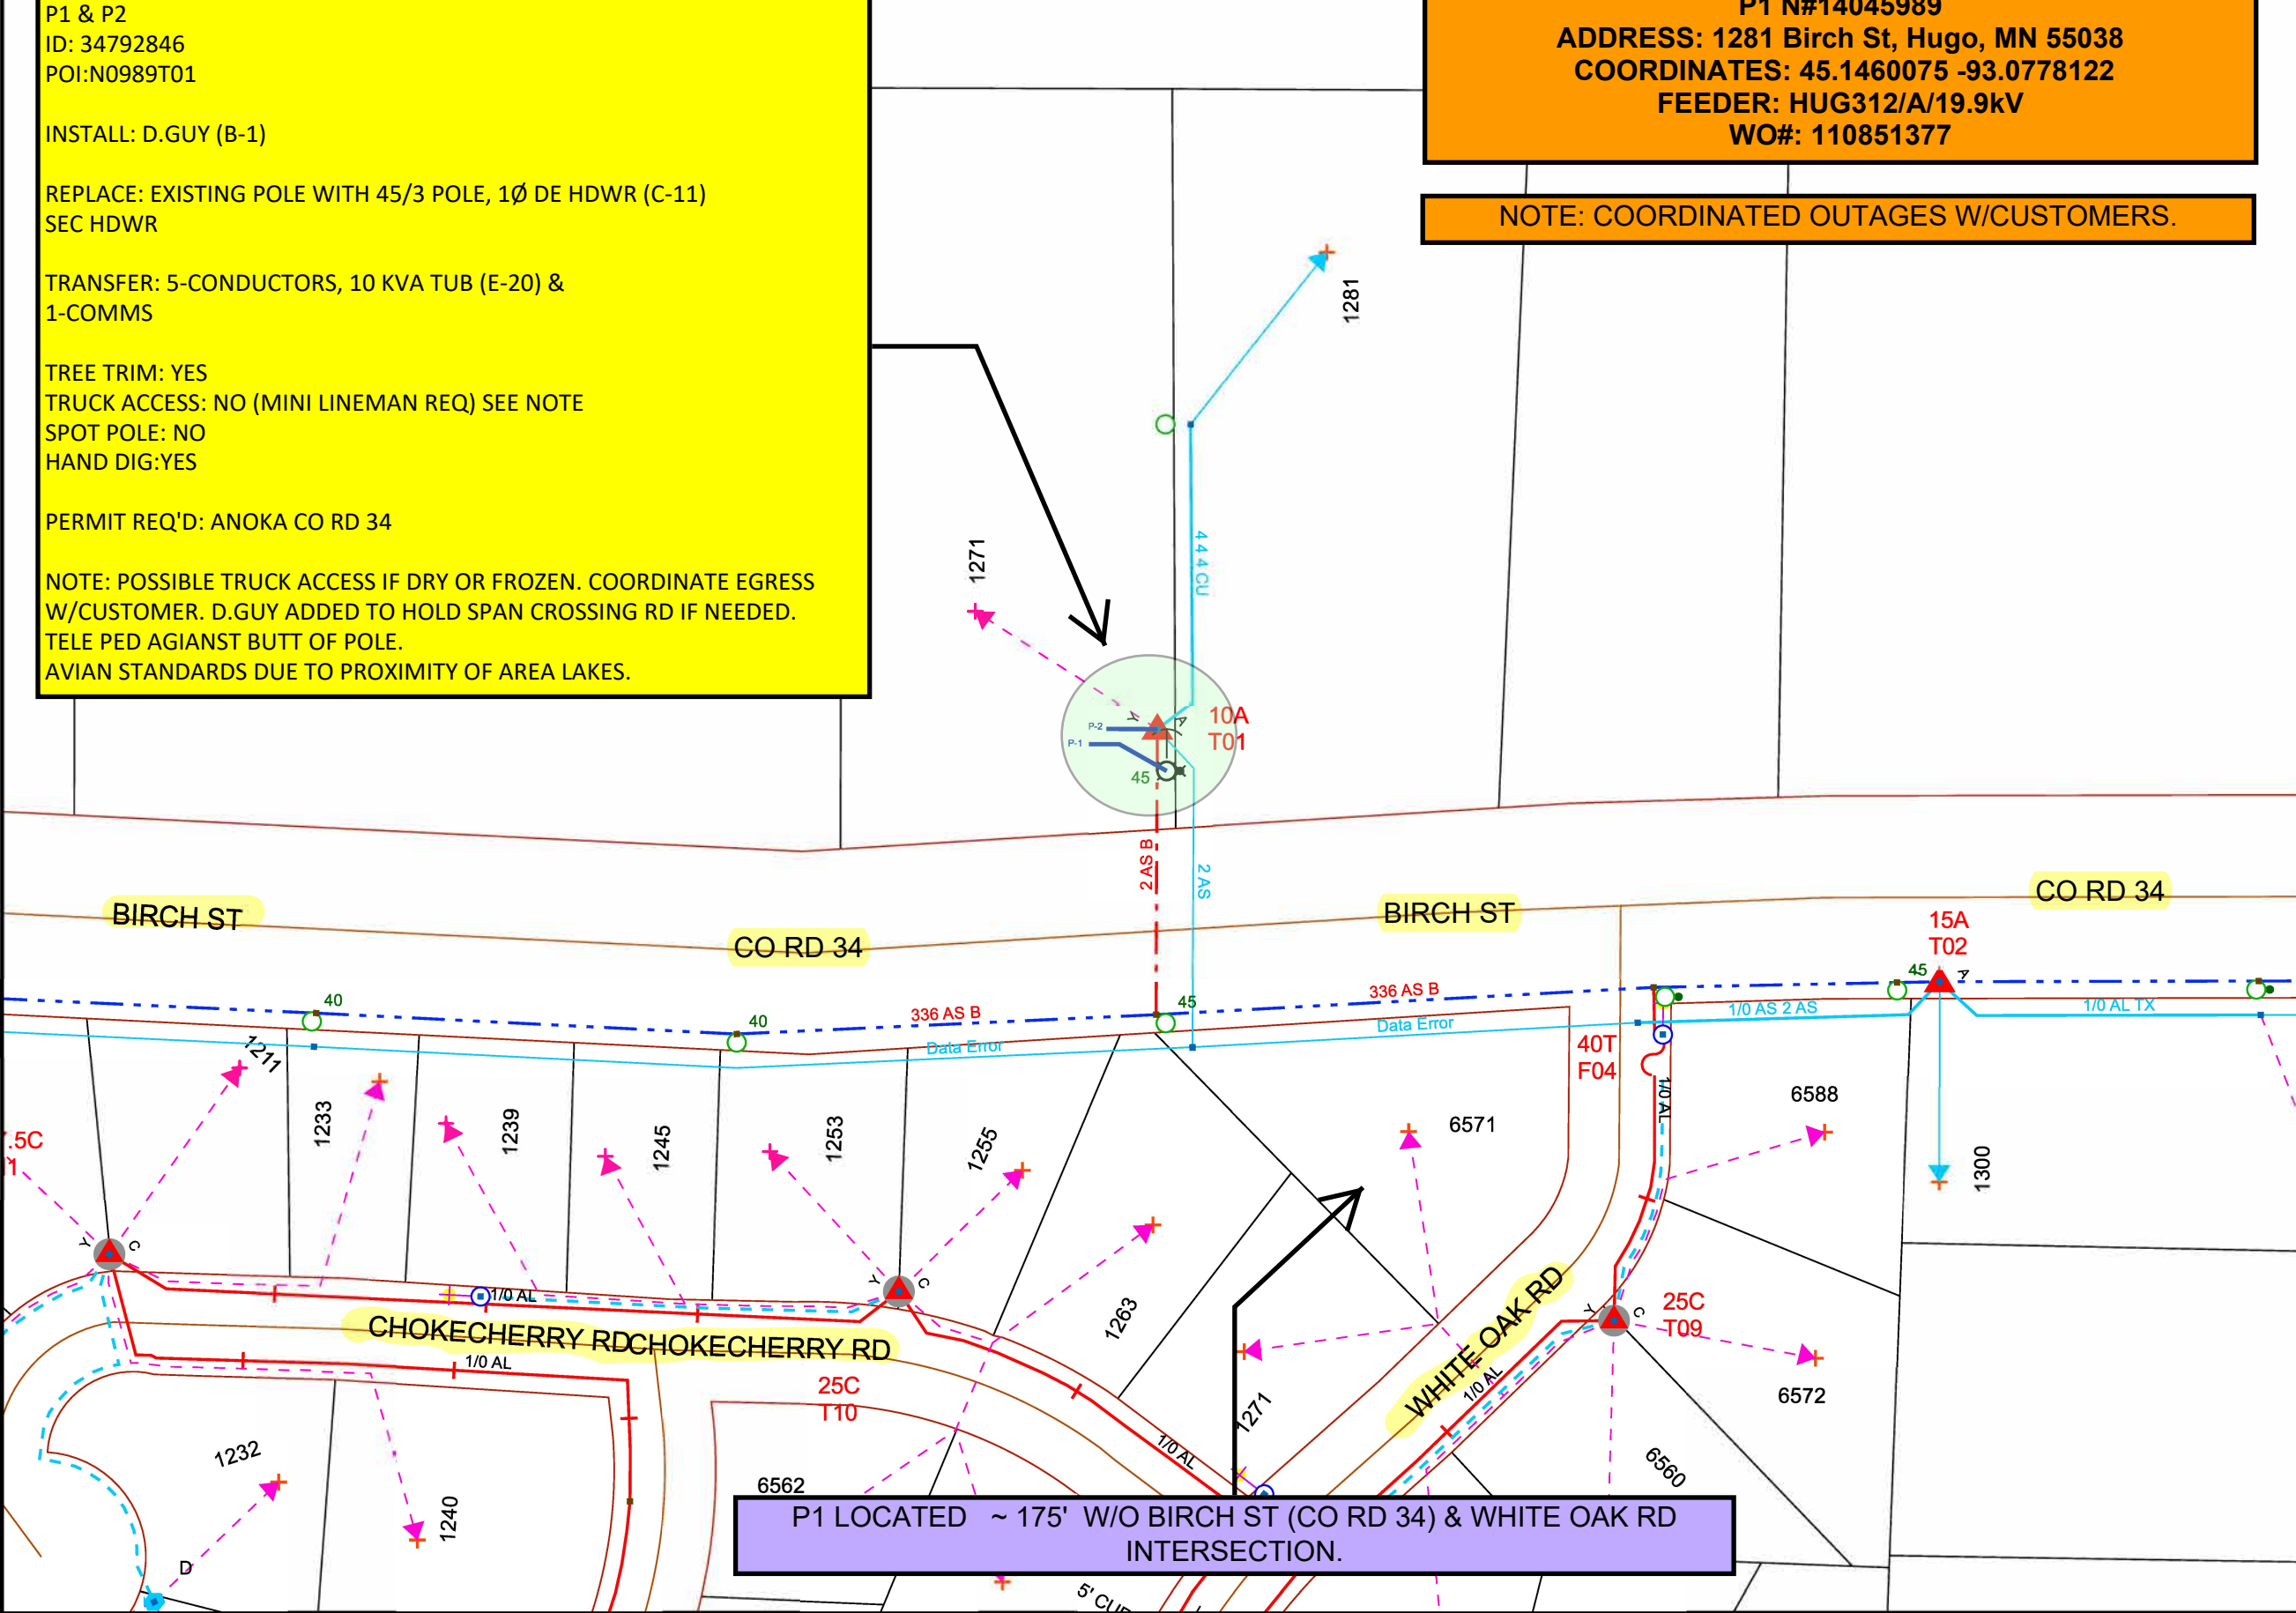 P1 & P2
ID: 34792846
POI:N0989T01
INSTALL: D.GUY (B-1)
REPLACE: EXISTING POLE WITH 45/3 POLE, 1Ø DE HDWR (C-11)
SEC HDWR
TRANSFER: 5-CONDUCTORS, 10 KVA TUB (E-20) &
1-COMMS
TREE TRIM: YES
TRUCK ACCESS: NO (MINI LINEMAN REQ) SEE NOTE
SPOT POLE: NO
HAND DIG:YES
PERMIT REQ'D: ANOKA CO RD 34
NOTE: POSSIBLE TRUCK ACCESS IF DRY OR FROZEN. COORDINATE EGRESS
W/CUSTOMER. D.GUY ADDED TO HOLD SPAN CROSSING RD IF NEEDED.
TELE PED AGIANST BUTT OF POLE.
AVIAN STANDARDS DUE TO PROXIMITY OF AREA LAKES.
P1 N#14045989
ADDRESS: 1281 Birch St, Hugo, MN 55038
COORDINATES: 45.1460075 -93.0778122
FEEDER: HUG312/A/19.9kV
WO#: 110851377
NOTE: COORDINATED OUTAGES W/CUSTOMERS.
1281
4 4 4 CU
1271
Y
A
10A
T01
P-2
P-1
45
2 AS B
2 AS
BIRCH ST
CO RD 34
BIRCH ST
CO RD 34
15A
T02
40
40
45
45
A
336 AS B
336 AS B
Data Error
Data Error
1/0 AS 2 AS
1/0 AL TX
40T
F04
1/0 AL
1211
1233
1239
1245
1253
1255
6571
6588
1300
.5C
Y
C
1/0 AL
Y
C
CHOKECHERRY RD
CHOKECHERRY RD
1/0 AL
25C
T10
1263
1271
1/0 AL
WHITE OAK RD
1/0 AL
Y
C
25C
T09
6572
6560
1232
1240
D
6562
P1 LOCATED ~ 175' W/O BIRCH ST (CO RD 34) & WHITE OAK RD
INTERSECTION.
5'